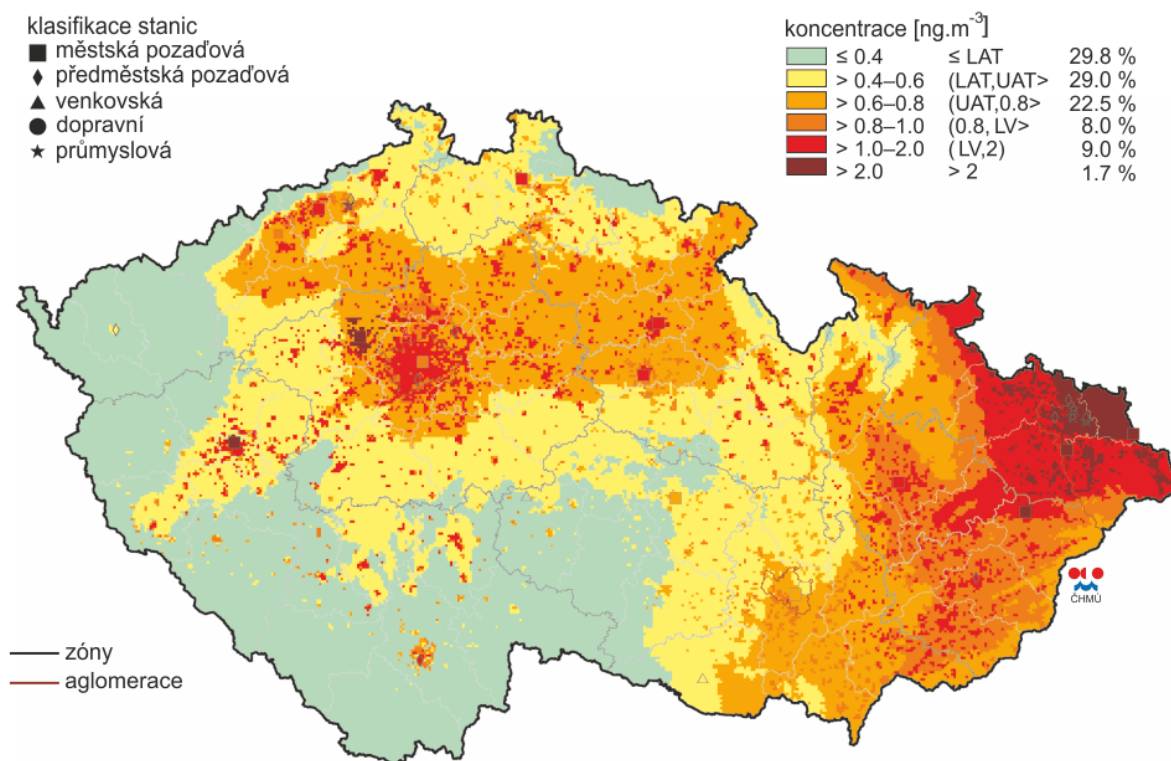 klasifikace stanic
městská pozaďová
předměstská pozaďová
venkovská
dopravní
průmyslová
koncentrace [ng.m⁻³]
≤ 0.4 ≤ LAT 29.8 %
> 0.4–0.6 (LAT,UAT> 29.0 %
> 0.6–0.8 (UAT,0.8> 22.5 %
> 0.8–1.0 (0.8, LV> 8.0 %
> 1.0–2.0 (LV,2) 9.0 %
> 2.0 > 2 1.7 %
ČHMÚ
zóny
aglomerace